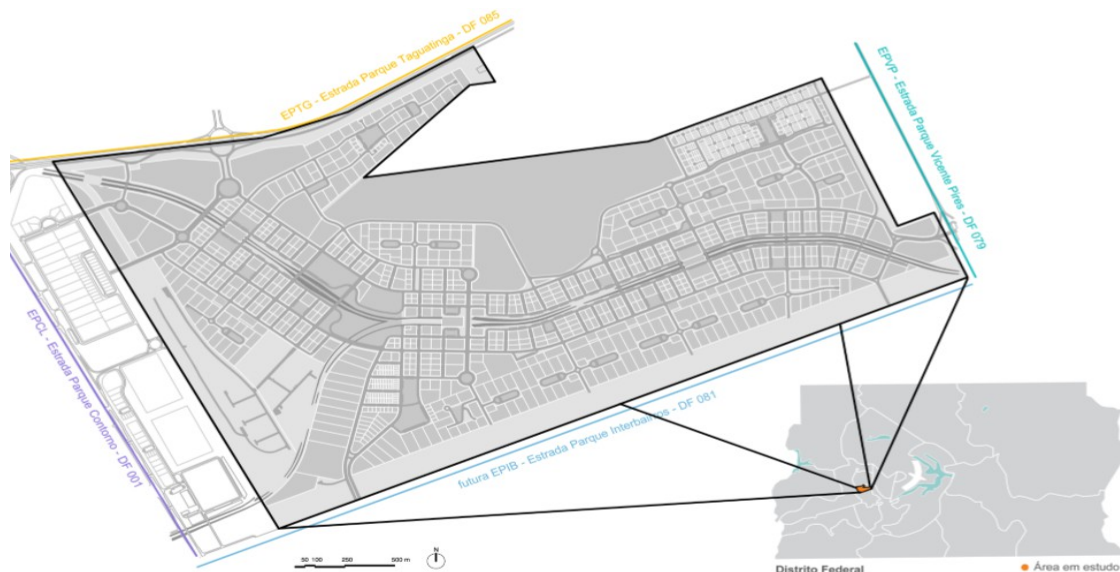 EPTG - Estrada Parque Taguatinga - DF 085
EPVP - Estrada Parque Vicente Pires - DF 079
EPCL - Estrada Parque Contorno - DF 001
futura EPIB - Estrada Parque Interbairros - DF 081
50 100 250 500 m
N
Distrito Federal
Área em estudo